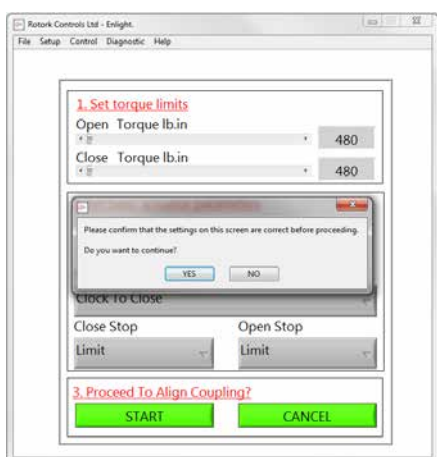 Rotork Controls Ltd - Enlight.
File Setup Control Diagnostic Help
1. Set torque limits
Open Torque lb.in
480
Close Torque lb.in
480
Please confirm that the settings on this screen are correct before proceeding.
Do you want to continue?
YES NO
Clock To Close
Close Stop Open Stop
Limit Limit
3. Proceed To Align Coupling?
START CANCEL